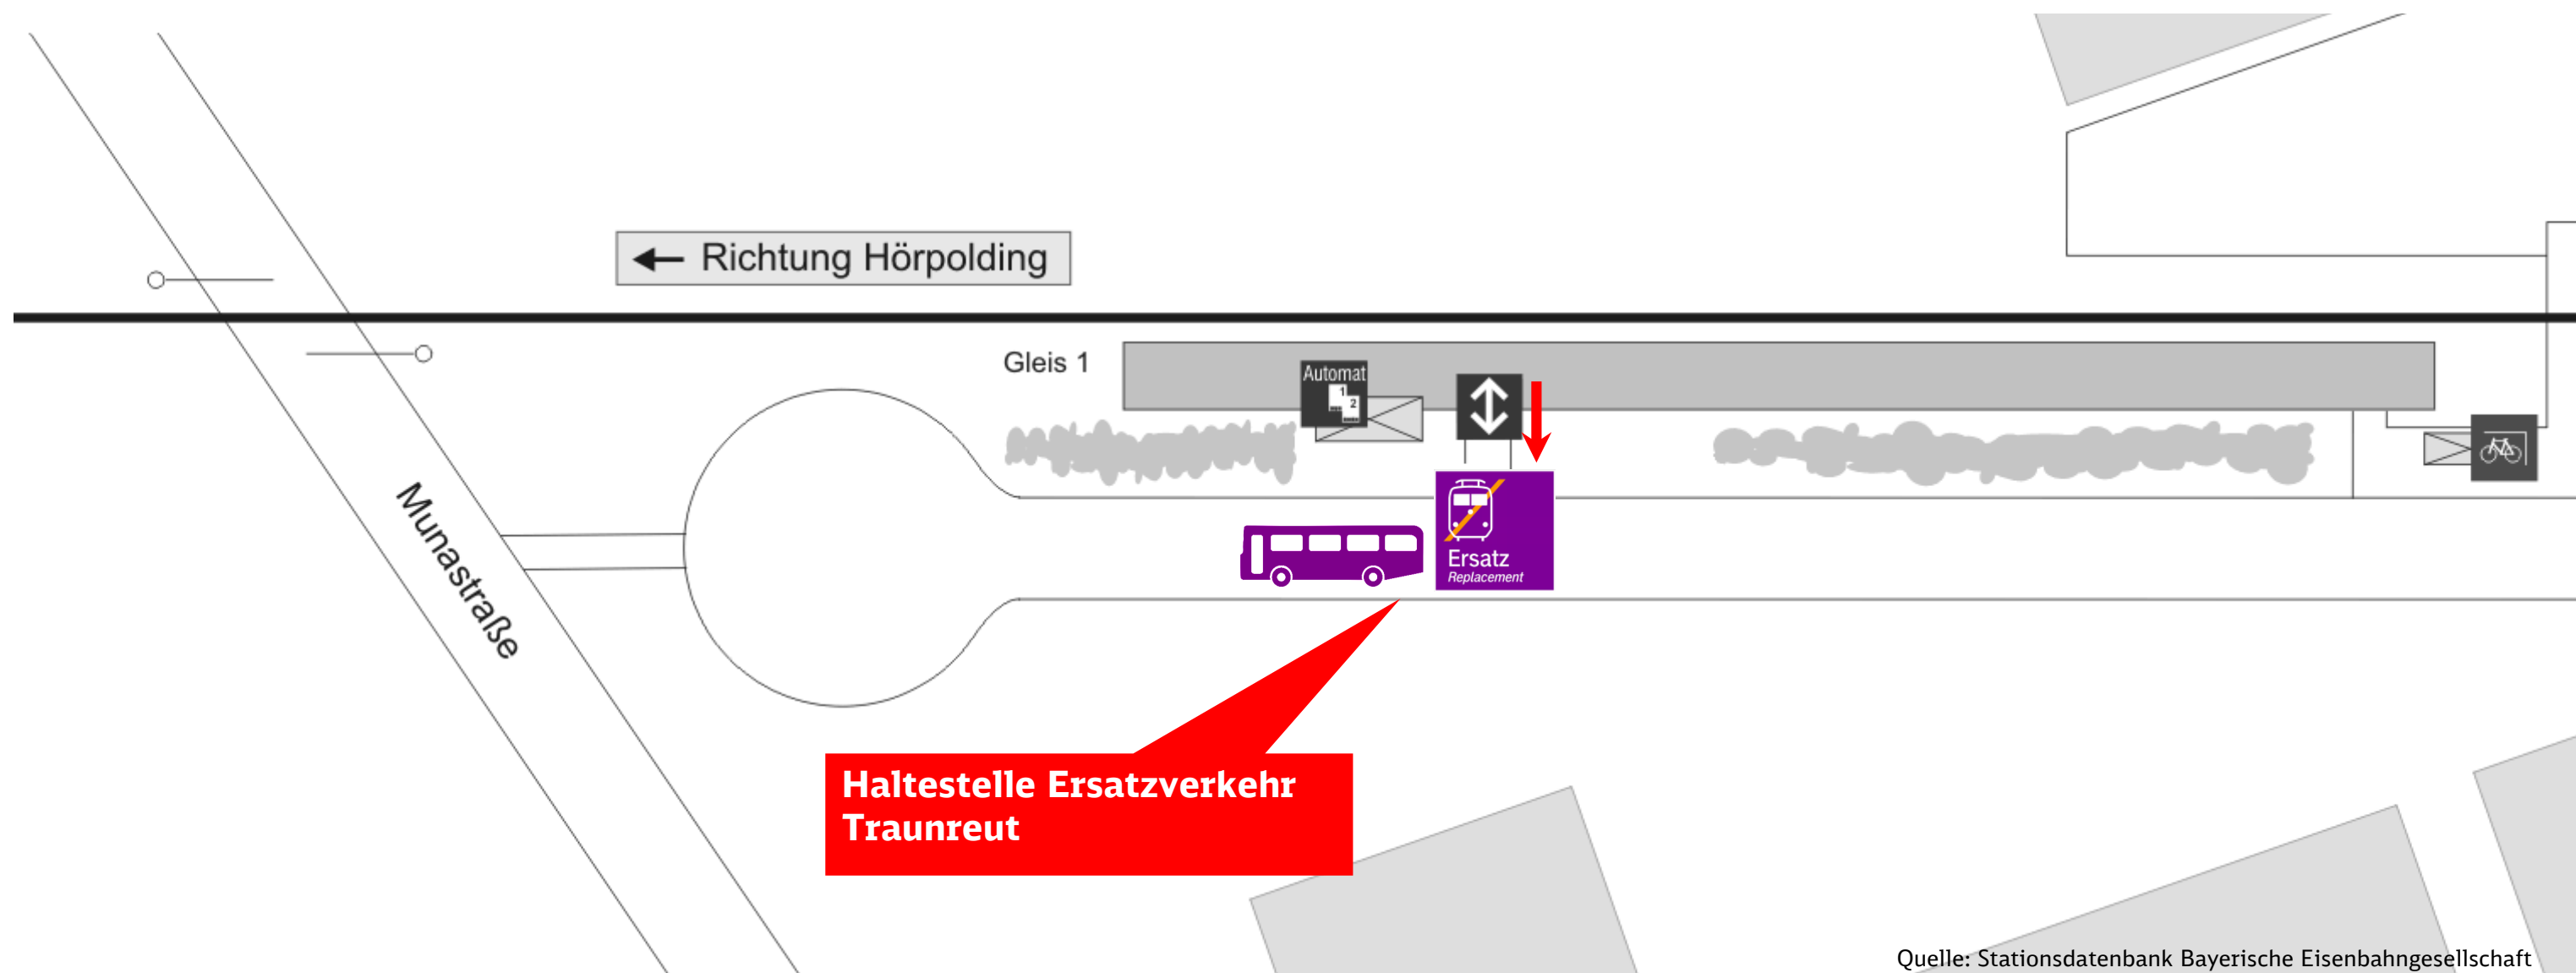 ← Richtung Hörpolding
Gleis 1
Automat
1
2
Munastraße
Ersatz
Replacement
Haltestelle Ersatzverkehr
Traunreut
Quelle: Stationsdatenbank Bayerische Eisenbahngesellschaft